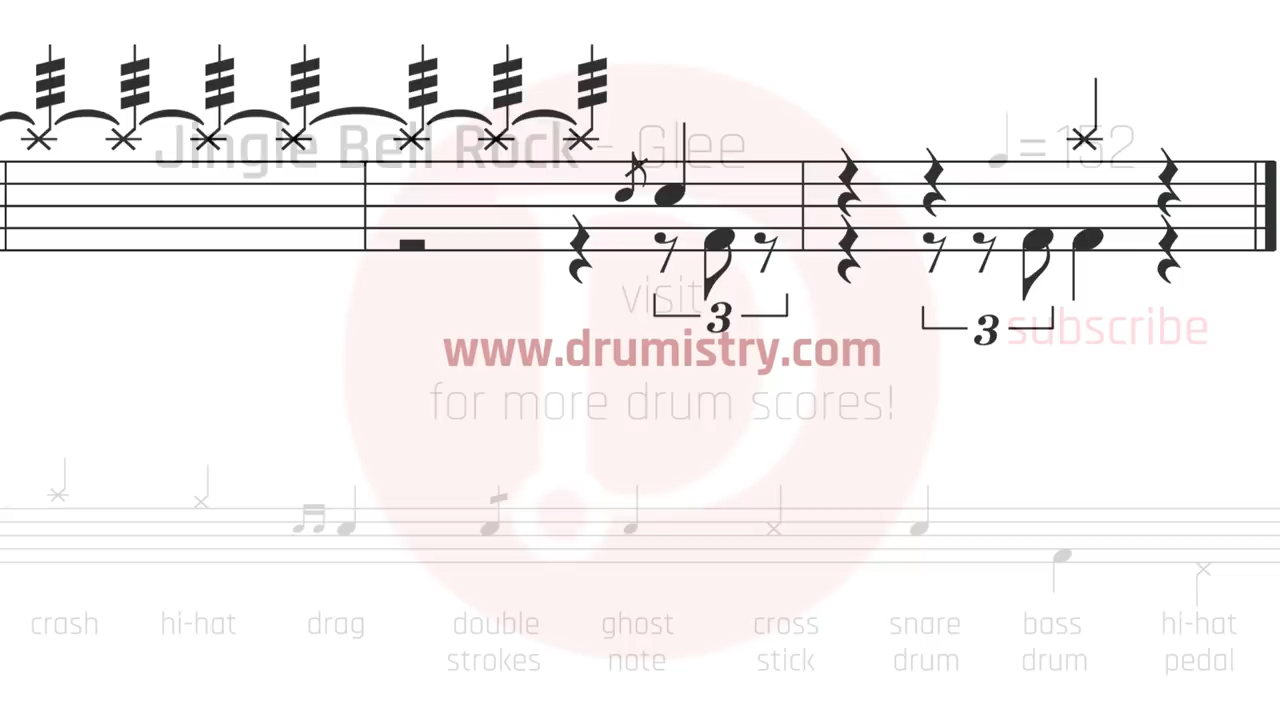 Jingle Bell Rock - Glee
= 152
visit
3
3
subscribe
www.drumistry.com
for more drum scores!
crash hi-hat drag double strokes ghost note cross stick snare drum bass drum hi-hat pedal